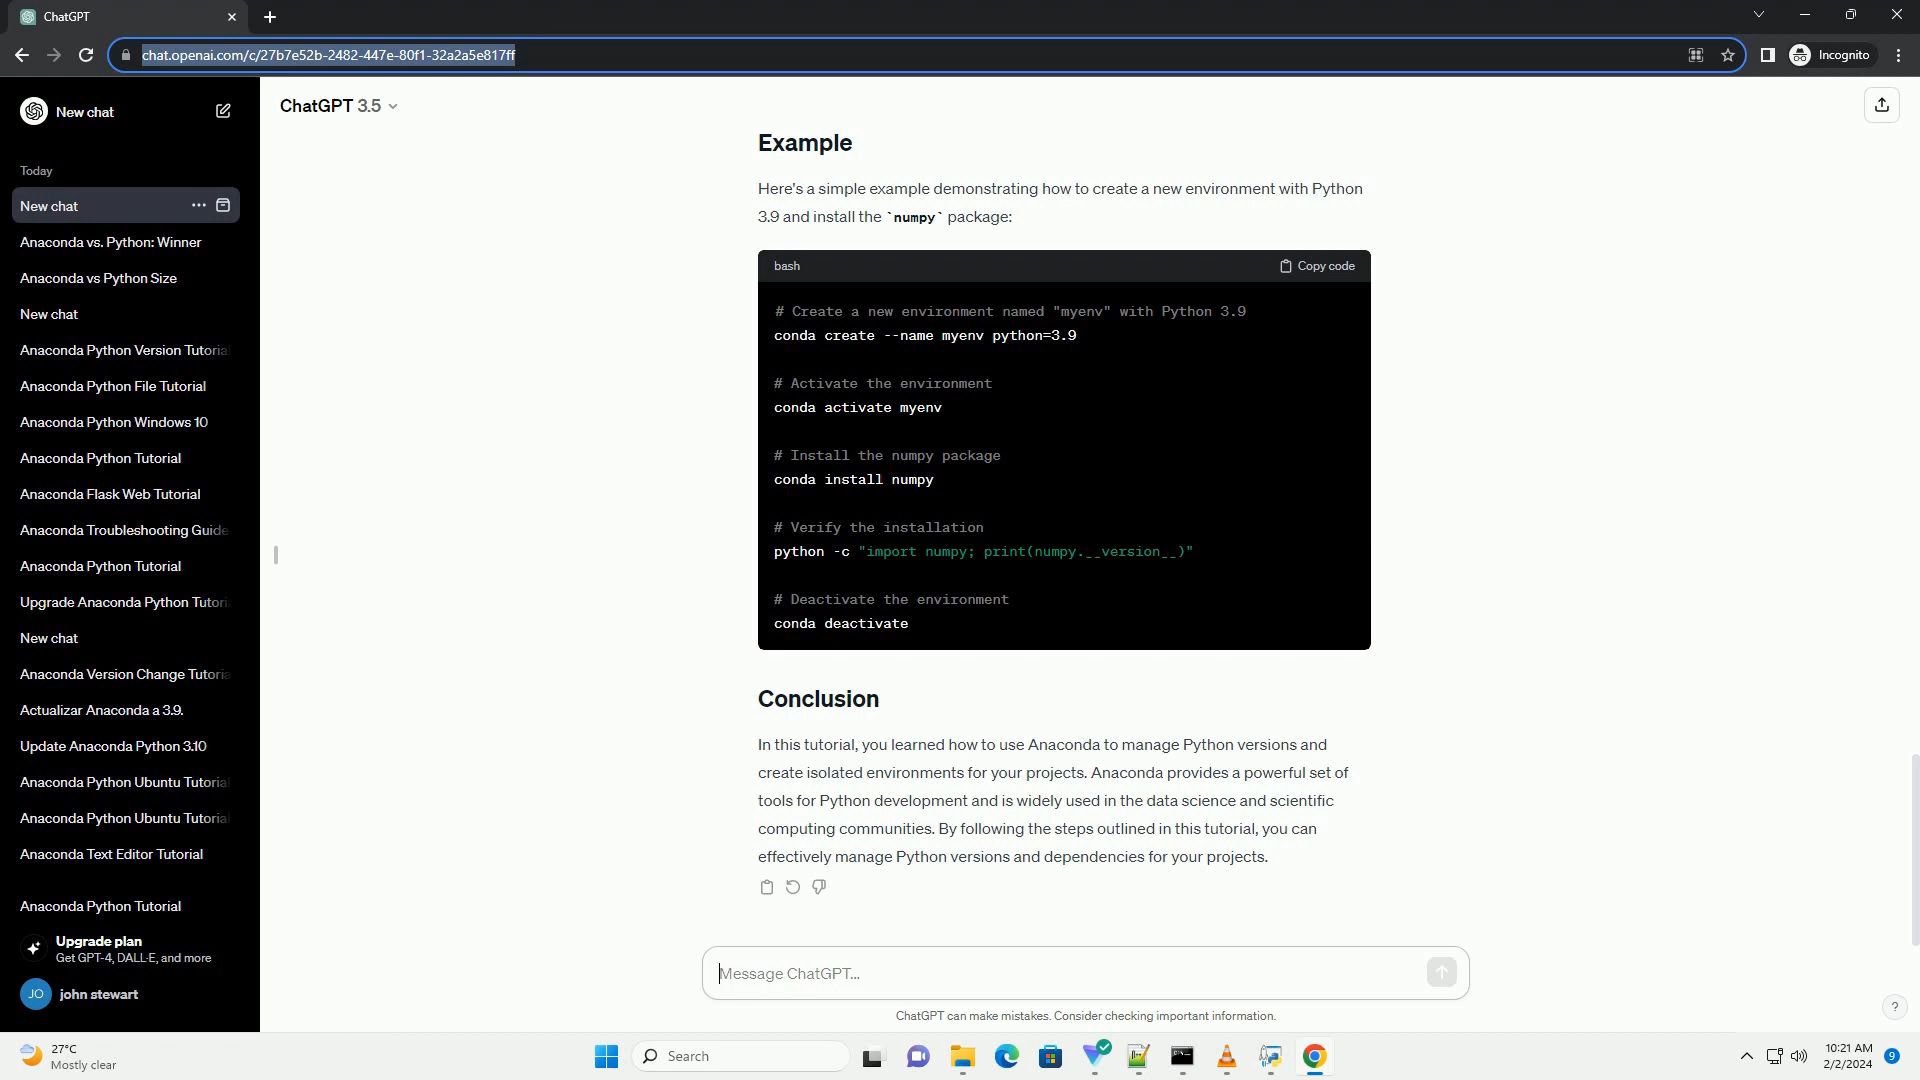 ChatGPT
chat.openai.com/c/27b7e52b-2482-447e-80f1-32a2a5e817ff
Incognito
New chat
Today
New chat
Anaconda vs. Python: Winner
Anaconda vs Python Size
New chat
Anaconda Python Version Tutoria
Anaconda Python File Tutorial
Anaconda Python Windows 10
Anaconda Python Tutorial
Anaconda Flask Web Tutorial
Anaconda Troubleshooting Guide
Anaconda Python Tutorial
Upgrade Anaconda Python Tutori
New chat
Anaconda Version Change Tutoria
Actualizar Anaconda a 3.9.
Update Anaconda Python 3.10
Anaconda Python Ubuntu Tutorial
Anaconda Python Ubuntu Tutorial
Anaconda Text Editor Tutorial
Anaconda Python Tutorial
Upgrade plan
Get GPT-4, DALL·E, and more
JO john stewart
ChatGPT 3.5
Example
Here's a simple example demonstrating how to create a new environment with Python
3.9 and install the `numpy` package:
bash
Copy code
# Create a new environment named "myenv" with Python 3.9
conda create --name myenv python=3.9
# Activate the environment
conda activate myenv
# Install the numpy package
conda install numpy
# Verify the installation
python -c "import numpy; print(numpy.__version__)"
# Deactivate the environment
conda deactivate
Conclusion
In this tutorial, you learned how to use Anaconda to manage Python versions and
create isolated environments for your projects. Anaconda provides a powerful set of
tools for Python development and is widely used in the data science and scientific
computing communities. By following the steps outlined in this tutorial, you can
effectively manage Python versions and dependencies for your projects.
Message ChatGPT...
ChatGPT can make mistakes. Consider checking important information.
?
27°C
Mostly clear
Search
10:21 AM
2/2/2024
9